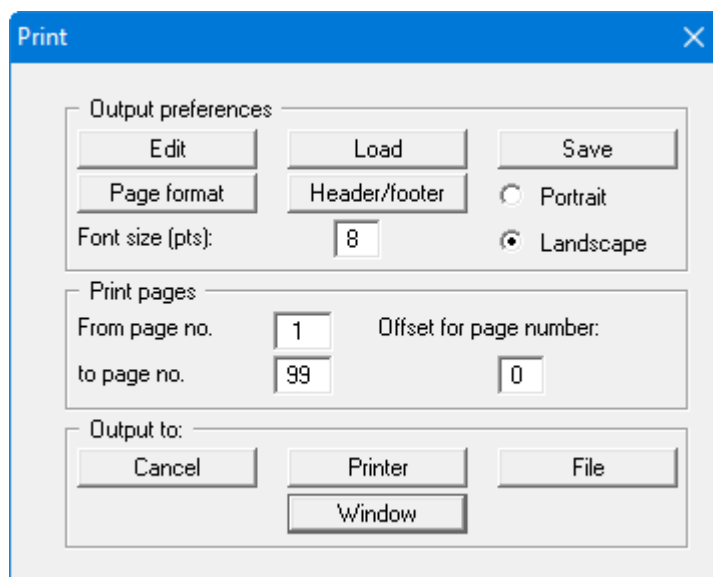 Print
Output preferences
Edit Load Save
Page format Header/footer Portrait
Font size (pts): 8 Landscape
Print pages
From page no. 1 Offset for page number:
to page no. 99 0
Output to:
Cancel Printer File
Window